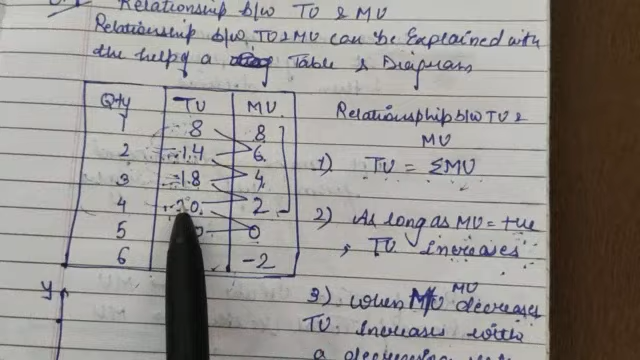 Relationship b/w TU & MU
Relationship b/w TU & MU can be Explained with
the help of a Table & Diagram
Qty TU MU
1 8 8
2 14 6
3 18 4
4 20 2
5 0
6 -2
Relationship b/w TU &
MU
1) TU = ΣMU
2) As long as MU = +ve
, TU increases
3) when MU decreases
TU increases with
a decreasing
y